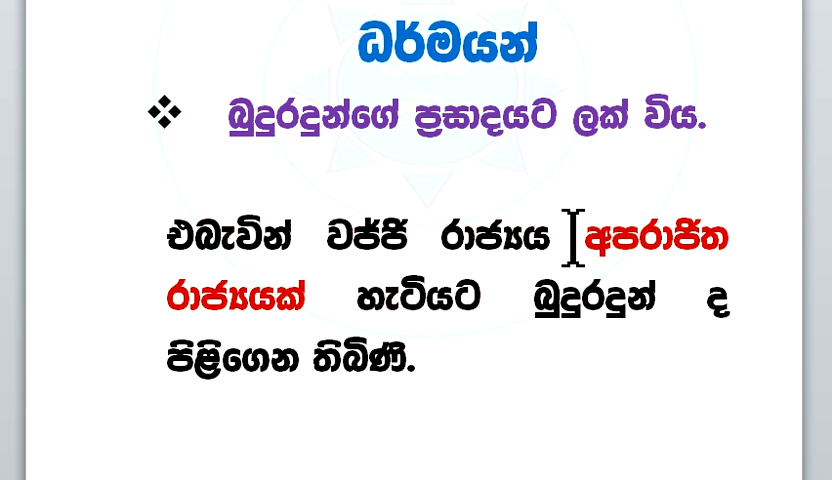 ධර්මයන්
❖ බුදුරදුන්ගේ ප්‍රසාදයට ලක් විය.
එබැවින් වජ්ජි රාජ්‍යය අපරාජිත
රාජ්‍යයක් හැටියට බුදුරදුන් ද
පිළිගෙන තිබිණි.